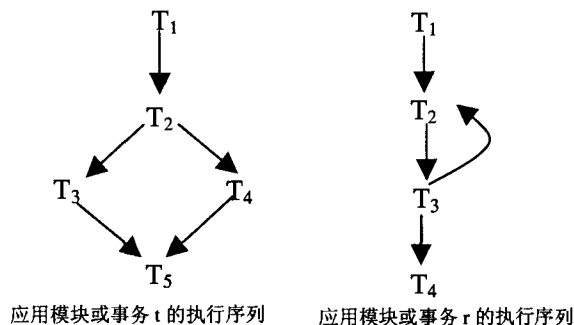 T₁
T₂
T₃ T₄
T₅
应用模块或事务 t 的执行序列
T₁
T₂
T₃
T₄
应用模块或事务 r 的执行序列